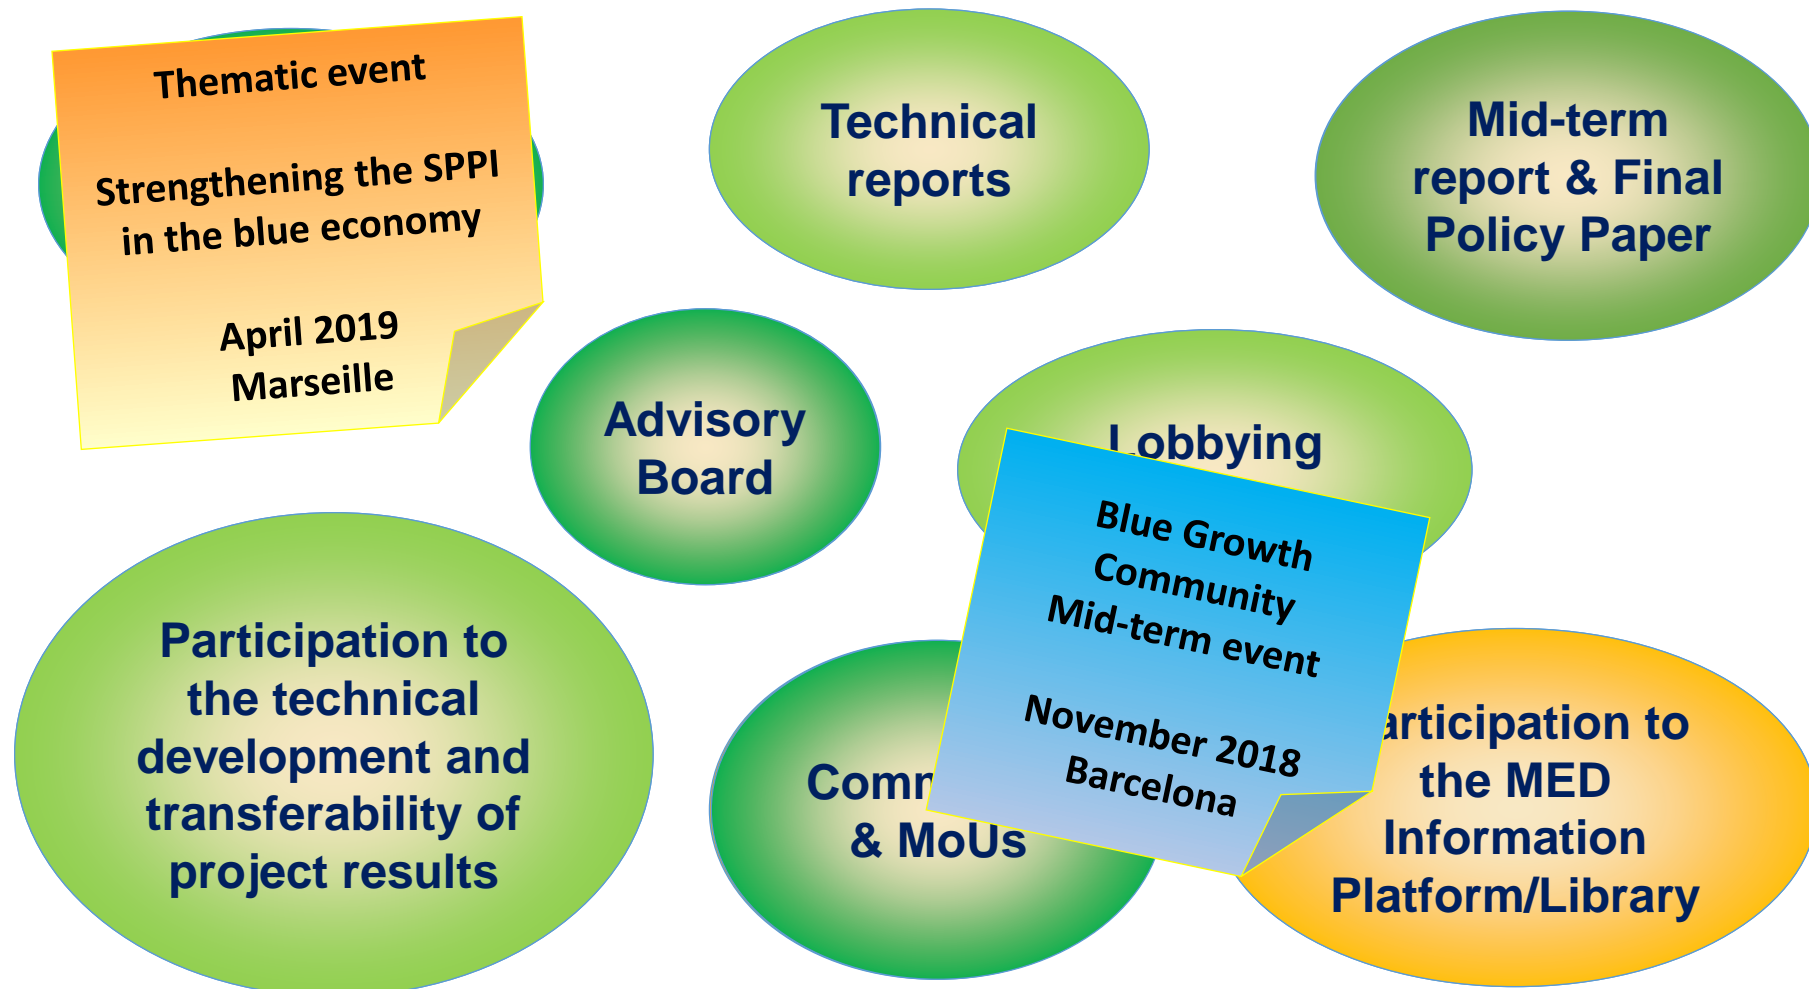 Thematic event
Strengthening the SPPI
in the blue economy
April 2019
Marseille
Technical
reports
Mid-term
report & Final
Policy Paper
Advisory
Board
Lobbying
Blue Growth
Community
Mid-term event
November 2018
Barcelona
Participation to
the technical
development and
transferability of
project results
& MoUs
articipation to
the MED
Information
Platform/Library